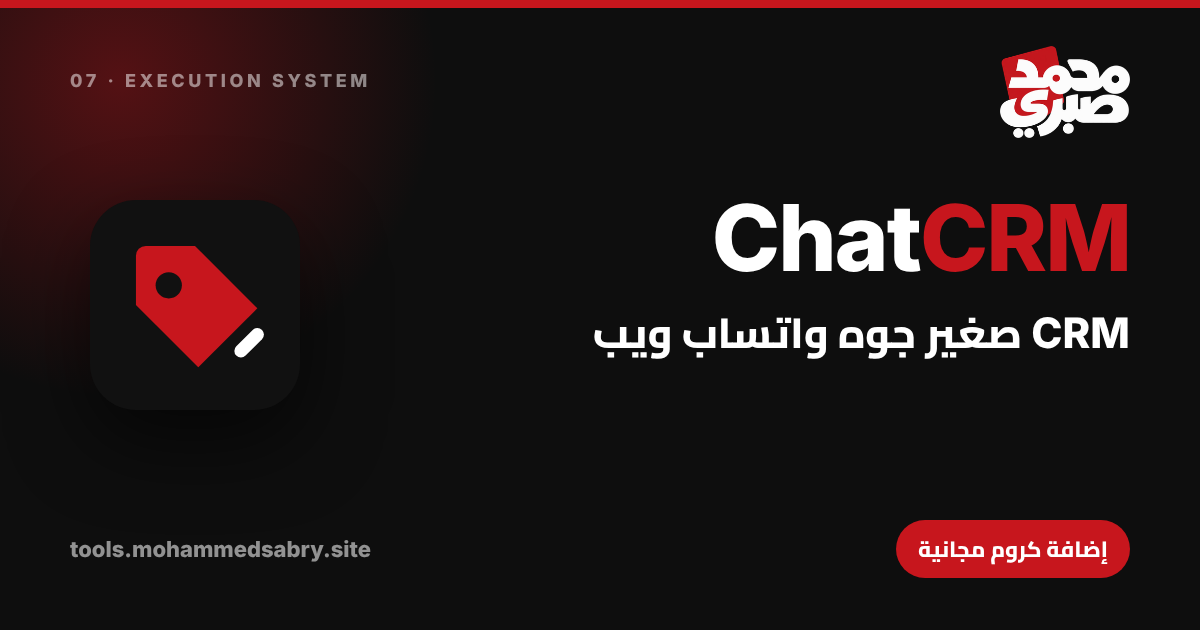 07 · EXECUTION SYSTEM
محمد
صبري
ChatCRM
CRM صغير جوه واتساب ويب
tools.mohammedsabry.site
إضافة كروم مجانية